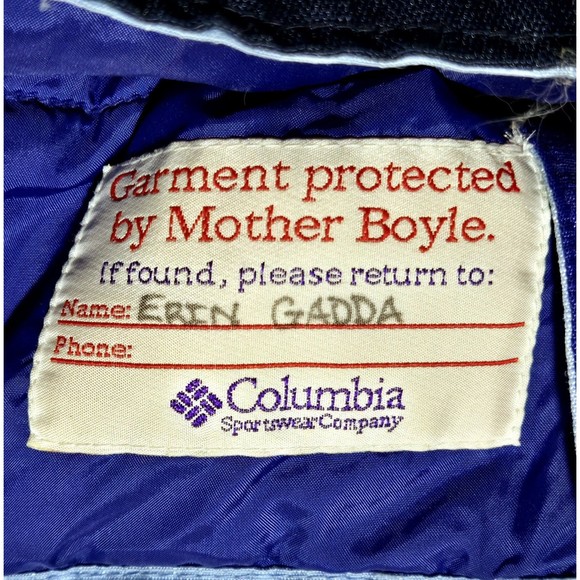 Garment protected
by Mother Boyle.
If found, please return to:
Name: ERIN GADDA
Phone:
Columbia
Sportswear Company